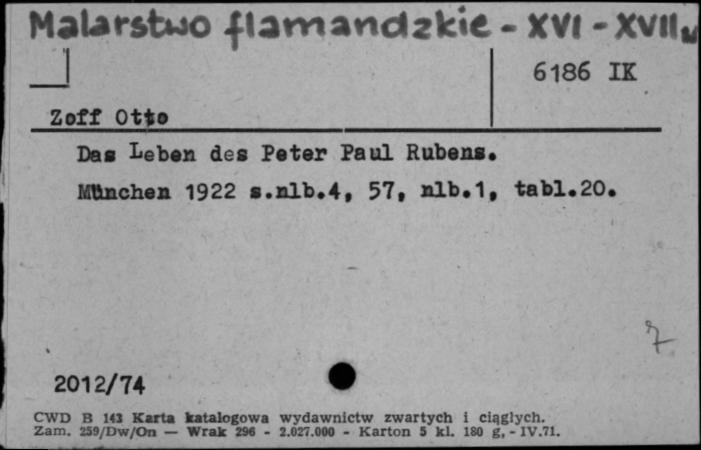 Malarstwo flamandzkie - XVI - XVII w
6186 IK
Zoff Otto
Das Leben des Peter Paul Rubens.
München 1922 s.nlb.4, 57, nlb.1, tabl.20.
7
2012/74
CWD B 143 Karta katalogowa wydawnictw zwartych i ciągłych.
Zam. 259/Dw/On — Wrak 296 - 2.027.000 - Karton 5 kl. 180 g, - IV.71.